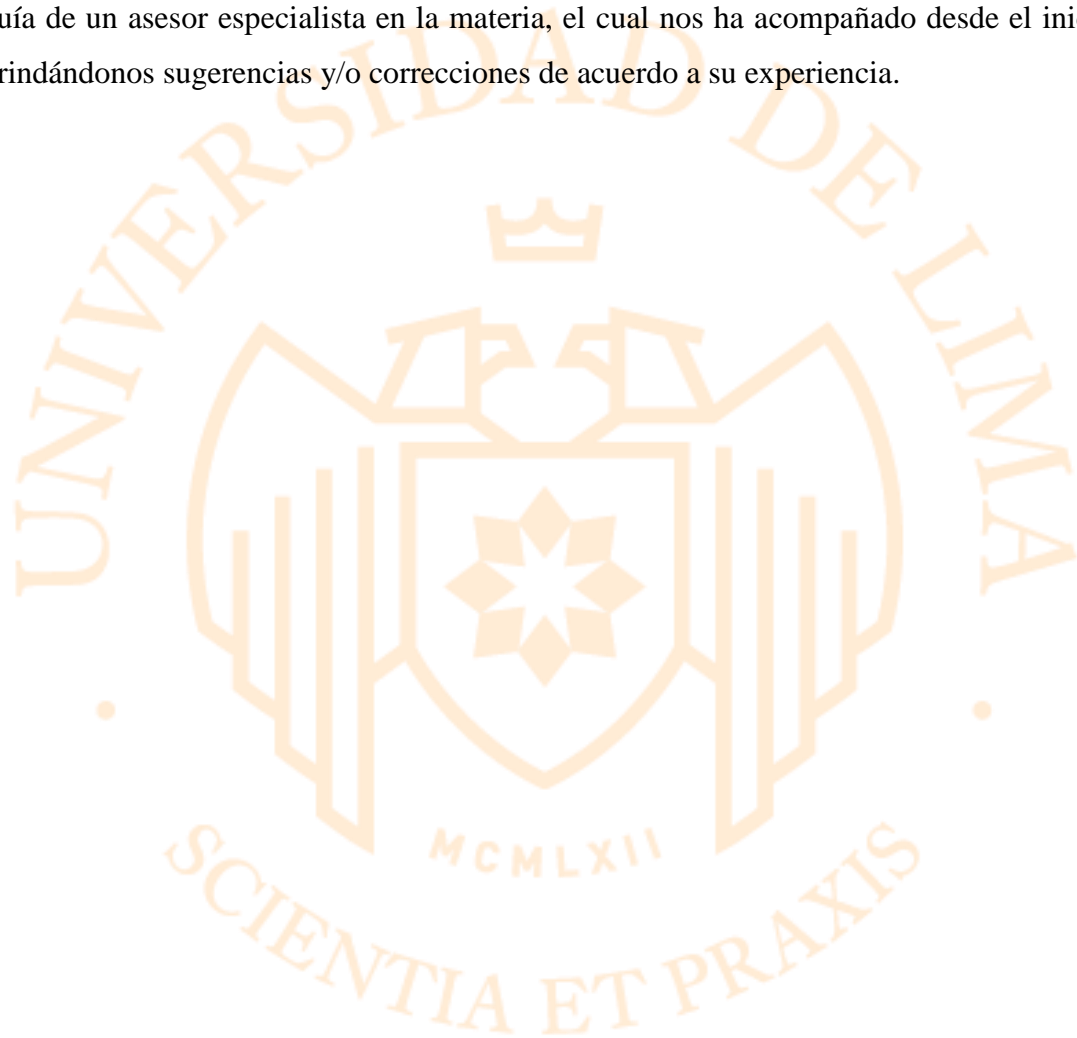 uía de un asesor especialista en la materia, el cual nos ha acompañado desde el ini
rindándonos sugerencias y/o correcciones de acuerdo a su experiencia.
UNIVERSIDAD DE LIMA
MCMLXII
SCIENTIA ET PRAXIS